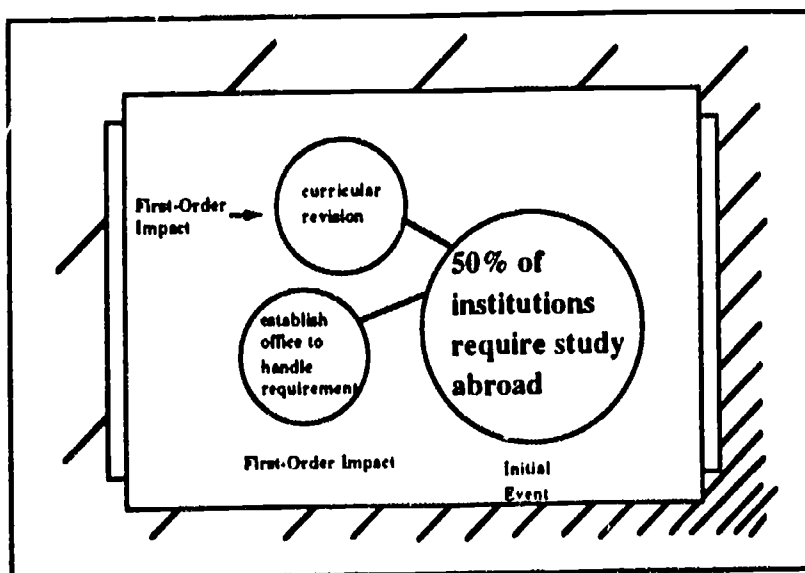 First-Order
Impact
curricular
revision
50% of
institutions
require study
abroad
establish
office to
handle
requirement
First-Order Impact
Initial
Event